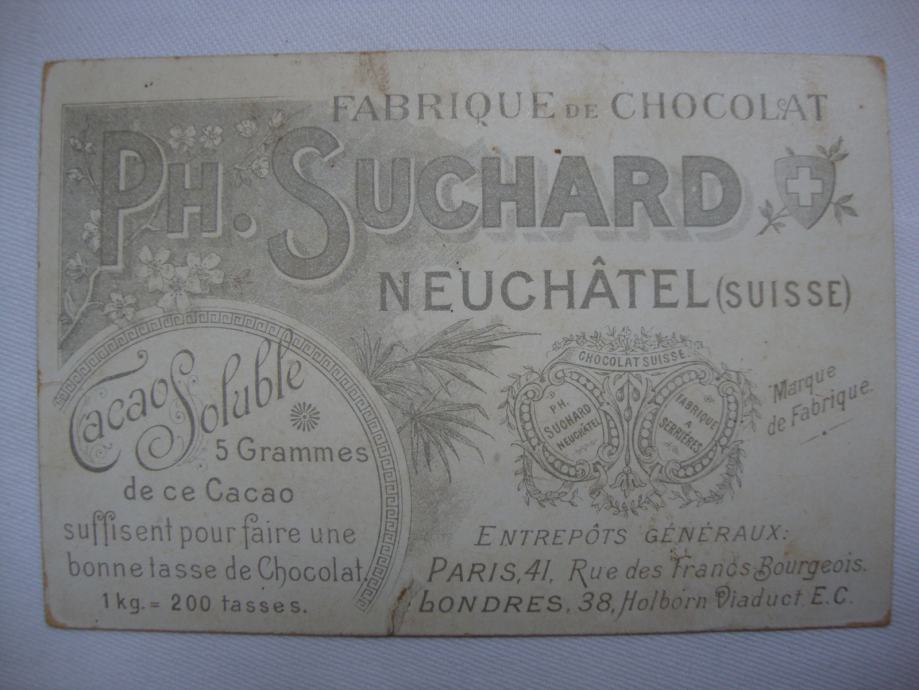 FABRIQUE DE CHOCOLAT
PH. SUCHARD
NEUCHÂTEL (SUISSE)
Cacao Soluble
5 Grammes
de ce Cacao
suffisent pour faire une
bonne tasse de Chocolat.
1 kg. = 200 tasses.
CHOCOLAT SUISSE
PH.
SUCHARD
NEUCHÂTEL
FABRIQUE
A
SERRIÈRES
Marque
de Fabrique.
ENTREPÔTS GÉNÉRAUX:
PARIS, 41, Rue des Francs Bourgeois.
LONDRES, 38, Holborn Viaduct E.C.